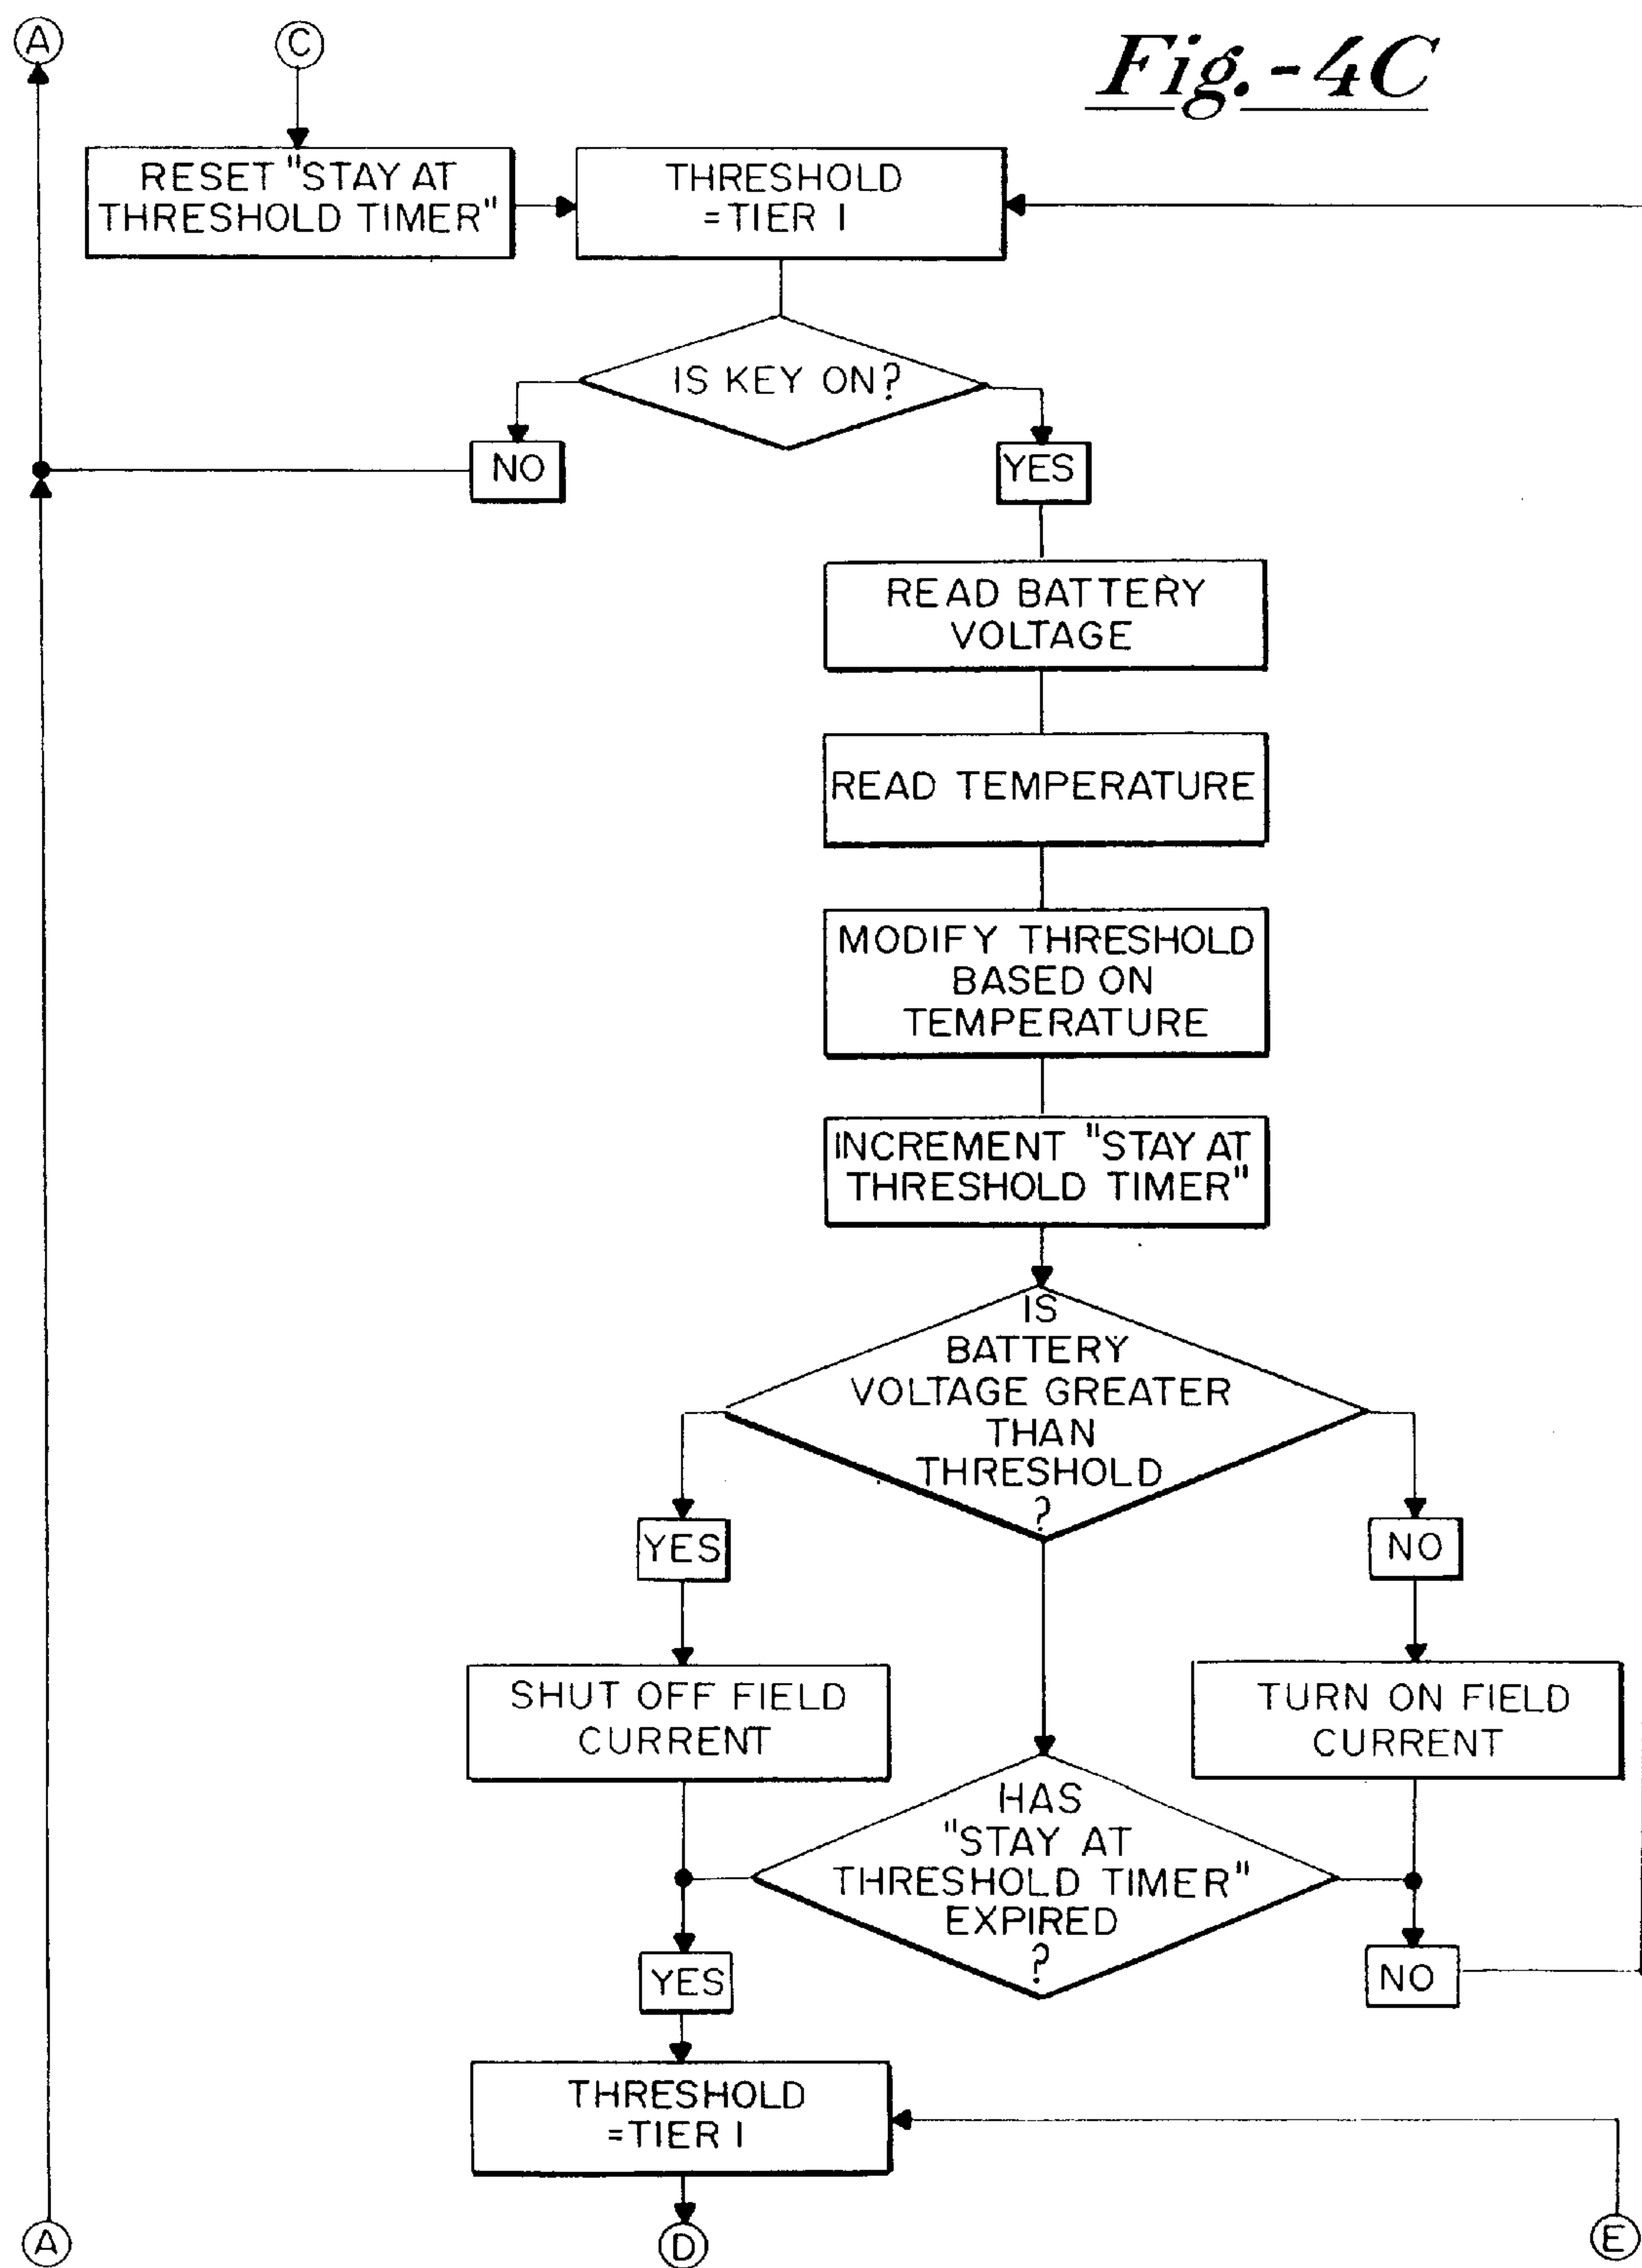 A
C
Fig.-4C
RESET "STAY AT
THRESHOLD TIMER"
THRESHOLD
=TIER I
IS KEY ON?
NO
YES
READ BATTERY
VOLTAGE
READ TEMPERATURE
MODIFY THRESHOLD
BASED ON
TEMPERATURE
INCREMENT "STAY AT
THRESHOLD TIMER"
IS
BATTERY
VOLTAGE GREATER
THAN
THRESHOLD
?
YES
NO
SHUT OFF FIELD
CURRENT
TURN ON FIELD
CURRENT
HAS
"STAY AT
THRESHOLD TIMER"
EXPIRED
?
YES
NO
THRESHOLD
=TIER I
A
D
E